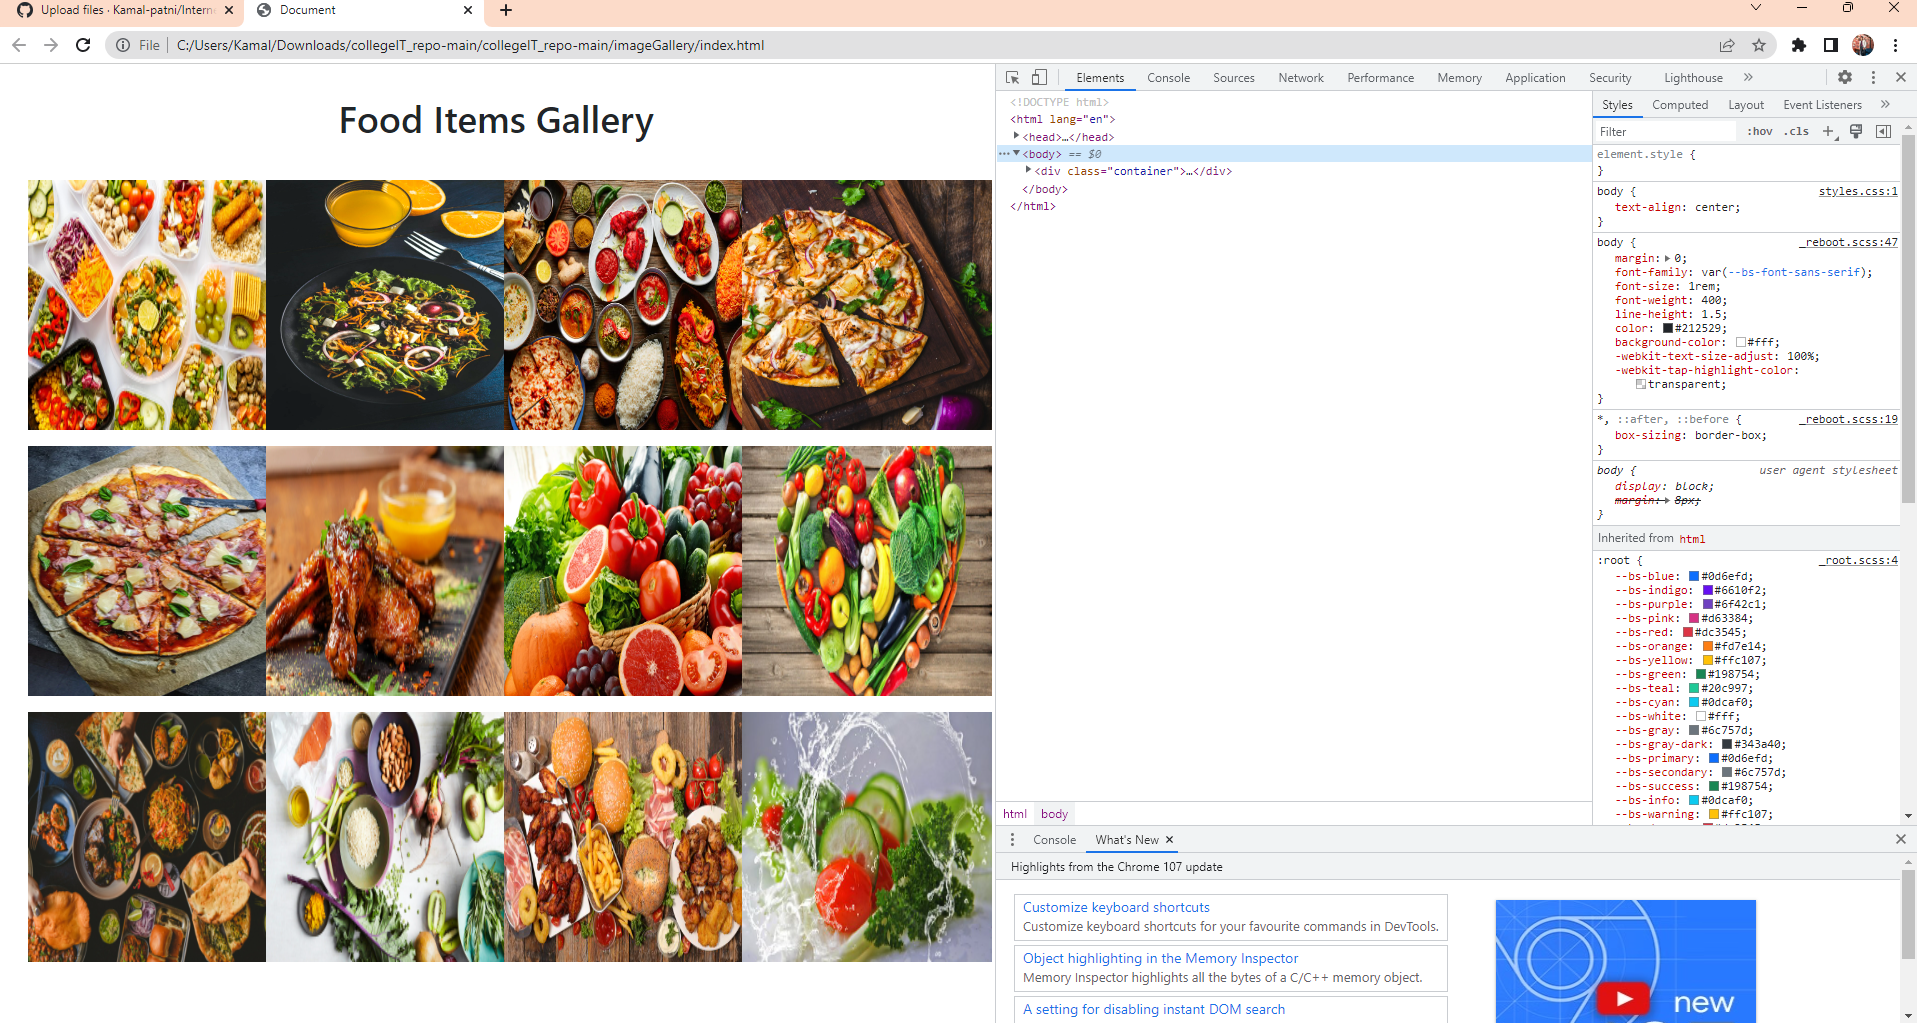 Upload files · Kamal-patni/Intern
Document
File
C:/Users/Kamal/Downloads/collegeIT_repo-main/collegeIT_repo-main/imageGallery/index.html
Food Items Gallery
Elements Console Sources Network Performance Memory Application Security Lighthouse »
<!DOCTYPE html>
<html lang="en">
<head>…</head>
<body> == $0
<div class="container">…</div>
</body>
</html>
html body
Styles Computed Layout Event Listeners »
Filter :hov .cls +
element.style {
}
body { styles.css:1
text-align: center;
}
body { _reboot.scss:47
margin: 0;
font-family: var(--bs-font-sans-serif);
font-size: 1rem;
font-weight: 400;
line-height: 1.5;
color: #212529;
background-color: #fff;
-webkit-text-size-adjust: 100%;
-webkit-tap-highlight-color:
transparent;
}
*, ::after, ::before { _reboot.scss:19
box-sizing: border-box;
}
body { user agent stylesheet
display: block;
margin: 8px;
}
Inherited from html
:root { _root.scss:4
--bs-blue: #0d6efd;
--bs-indigo: #6610f2;
--bs-purple: #6f42c1;
--bs-pink: #d63384;
--bs-red: #dc3545;
--bs-orange: #fd7e14;
--bs-yellow: #ffc107;
--bs-green: #198754;
--bs-teal: #20c997;
--bs-cyan: #0dcaf0;
--bs-white: #fff;
--bs-gray: #6c757d;
--bs-gray-dark: #343a40;
--bs-primary: #0d6efd;
--bs-secondary: #6c757d;
--bs-success: #198754;
--bs-info: #0dcaf0;
--bs-warning: #ffc107;
Console What's New
Highlights from the Chrome 107 update
Customize keyboard shortcuts
Customize keyboard shortcuts for your favourite commands in DevTools.
Object highlighting in the Memory Inspector
Memory Inspector highlights all the bytes of a C/C++ memory object.
A setting for disabling instant DOM search
new